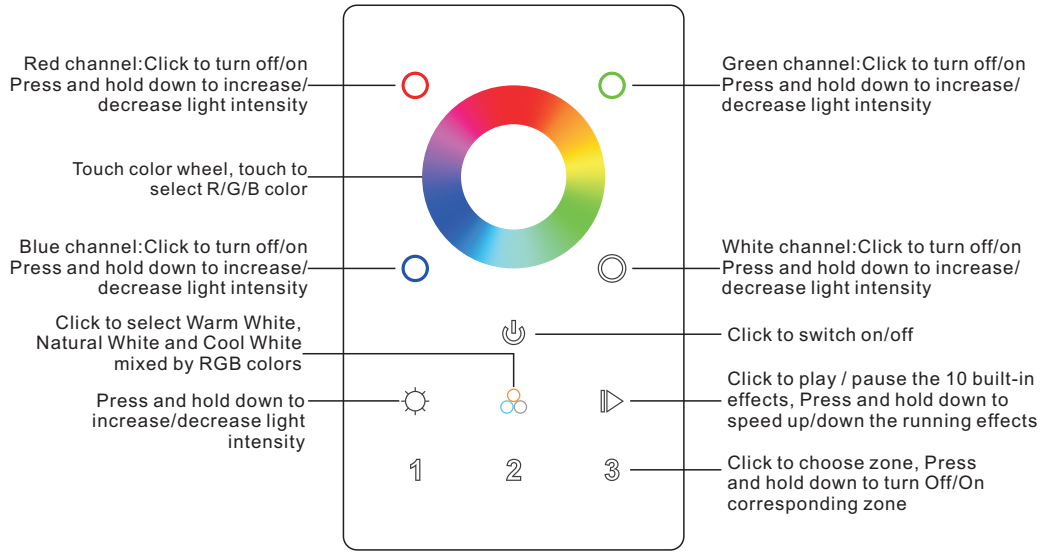 Red channel:Click to turn off/on
Press and hold down to increase/
decrease light intensity
Green channel:Click to turn off/on
Press and hold down to increase/
decrease light intensity
Touch color wheel, touch to
select R/G/B color
Blue channel:Click to turn off/on
Press and hold down to increase/
decrease light intensity
White channel:Click to turn off/on
Press and hold down to increase/
decrease light intensity
Click to select Warm White,
Natural White and Cool White
mixed by RGB colors
Click to switch on/off
Press and hold down to
increase/decrease light
intensity
Click to play / pause the 10 built-in
effects, Press and hold down to
speed up/down the running effects
1 2 3
Click to choose zone, Press
and hold down to turn Off/On
corresponding zone